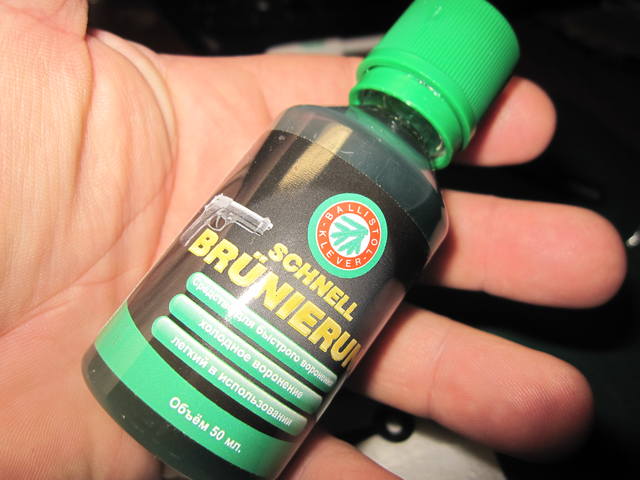 BALLISTOL
-KLEVER-
SCHNELL
BRÜNIERUN
средство для быстрого воронения
холодное воронение
легкий в использовании
Объём 50 мл.